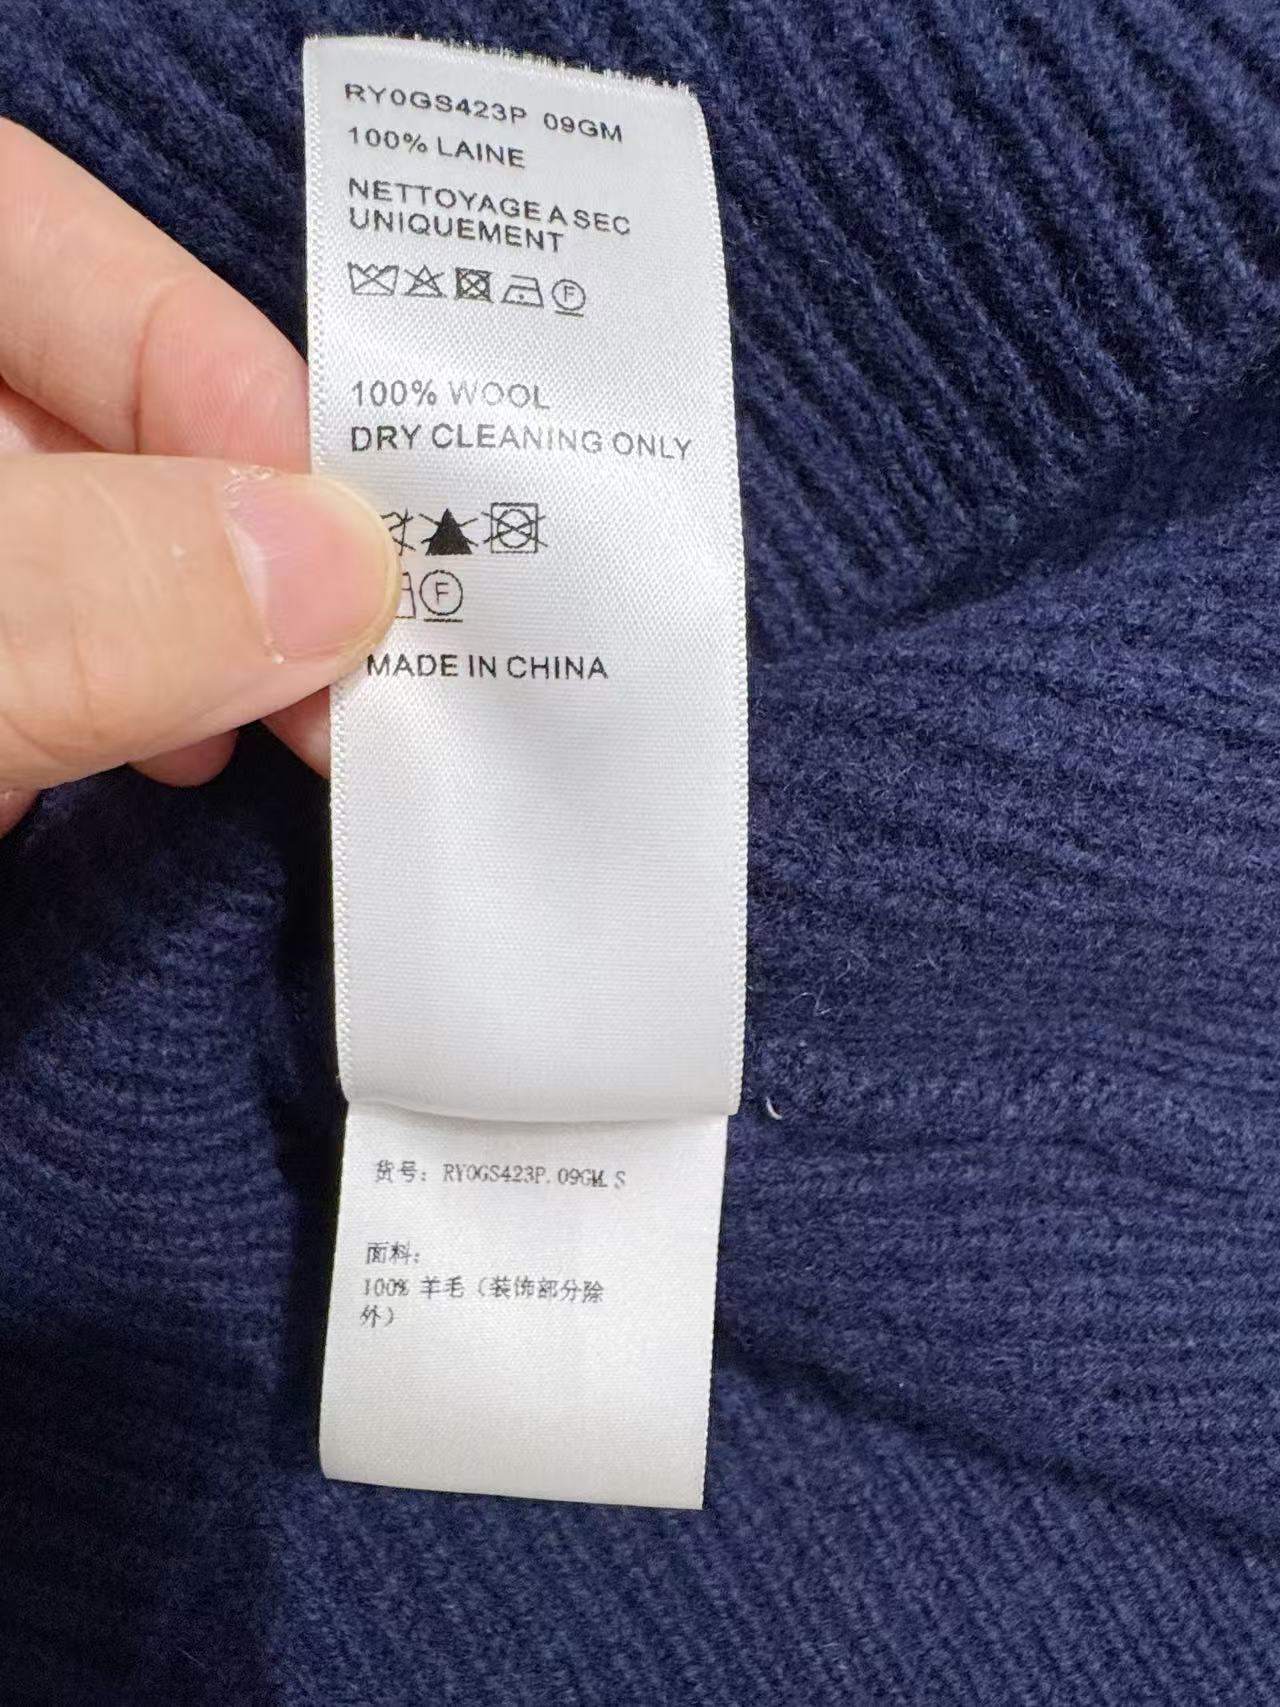 RY0GS423P 09GM
100% LAINE
NETTOYAGE A SEC
UNIQUEMENT
F
100% WOOL
DRY CLEANING ONLY
F
MADE IN CHINA
货号：RY0GS423P.09GM.S
面料：
100% 羊毛（装饰部分除
外）